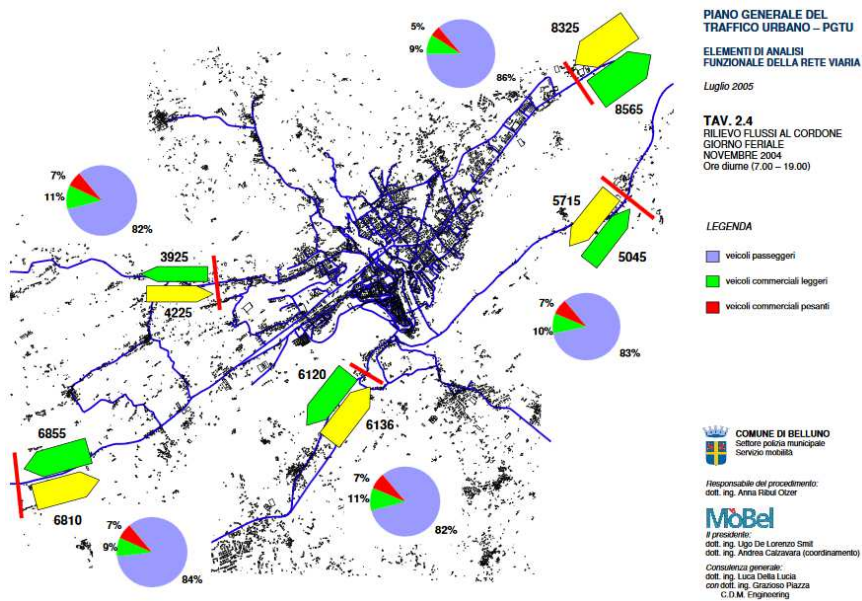 PIANO GENERALE DEL
TRAFFICO URBANO – PGTU
ELEMENTI DI ANALISI
FUNZIONALE DELLA RETE VIARIA
Luglio 2005
TAV. 2.4
RILIEVO FLUSSI AL CORDONE
GIORNO FERIALE
NOVEMBRE 2004
Ore diurne (7.00 – 19.00)
LEGENDA
veicoli passeggeri
veicoli commerciali leggeri
veicoli commerciali pesanti
COMUNE DI BELLUNO
Settore polizia municipale
Servizio mobilità
Responsabile del procedimento:
dott. ing. Anna Ribul Olzer
MòBel
Il presidente:
dott. ing. Ugo De Lorenzo Smit
dott. ing. Andrea Calzavara (coordinamento)
Consulenza generale:
dott. ing. Luca Della Lucia
con dott. ing. Grazioso Piazza
C.D.M. Engineering
5%
9%
86%
8325
8565
7%
11%
82%
3925
4225
5715
5045
7%
10%
83%
6120
6136
6855
6810
7%
11%
82%
7%
9%
84%